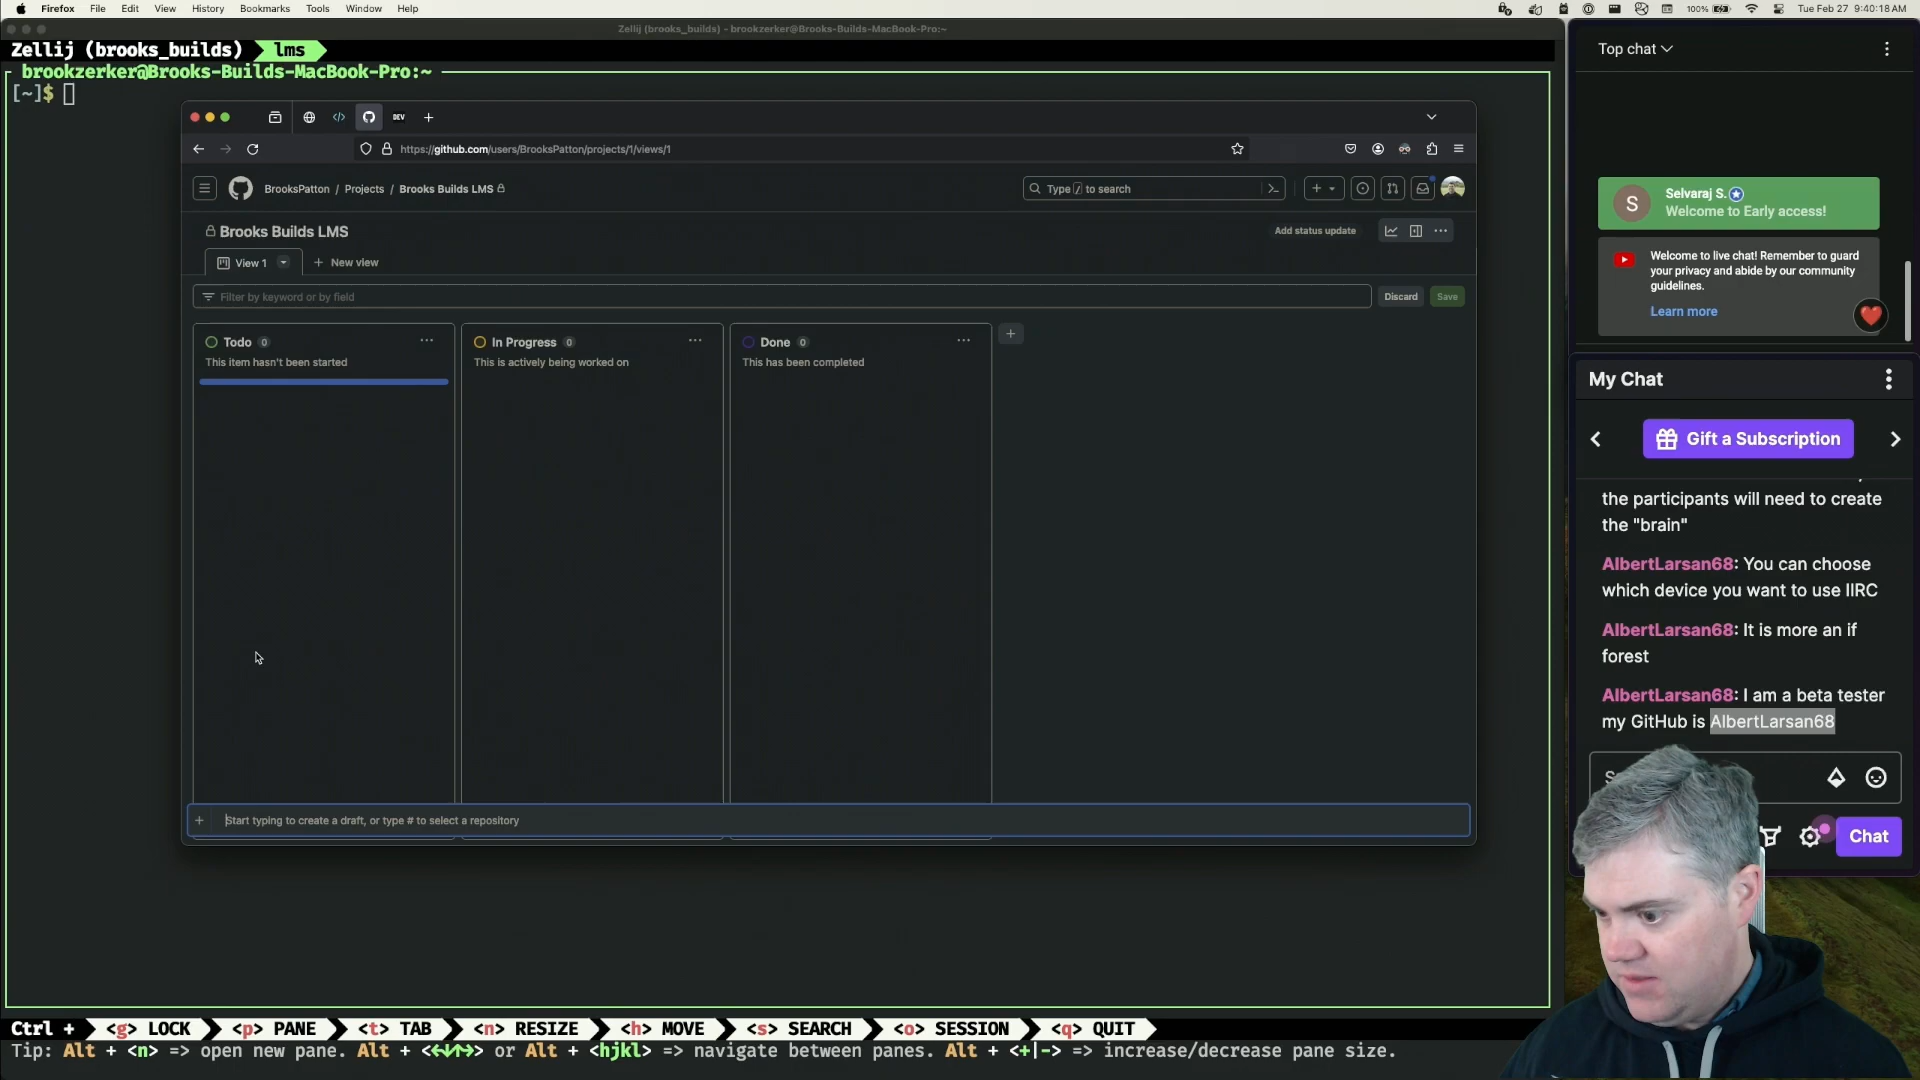 Firefox File Edit View History Bookmarks Tools Window Help
100% Tue Feb 27 9:40:18 AM
Zellij (brooks_builds) - brookzerker@Brooks-Builds-MacBook-Pro:~
Zellij (brooks_builds) lms
brookzerker@Brooks-Builds-MacBook-Pro:~
[~]$
DEV
https://github.com/users/BrooksPatton/projects/1/views/1
BrooksPatton / Projects / Brooks Builds LMS
Type / to search
Brooks Builds LMS
Add status update
View 1
New view
Filter by keyword or by field
Discard
Save
Todo 0
This item hasn't been started
In Progress 0
This is actively being worked on
Done 0
This has been completed
Start typing to create a draft, or type # to select a repository
Ctrl + <g> LOCK <p> PANE <t> TAB <n> RESIZE <h> MOVE <s> SEARCH <o> SESSION <q> QUIT
Tip: Alt + <n> => open new pane. Alt + <←↓↑→> or Alt + <hjkl> => navigate between panes. Alt + <+|-> => increase/decrease pane size.
Top chat
S
Selvaraj S.
Welcome to Early access!
Welcome to live chat! Remember to guard
your privacy and abide by our community
guidelines.
Learn more
My Chat
Gift a Subscription
the participants will need to create
the "brain"
AlbertLarsan68: You can choose
which device you want to use IIRC
AlbertLarsan68: It is more an if
forest
AlbertLarsan68: I am a beta tester
my GitHub is AlbertLarsan68
Chat